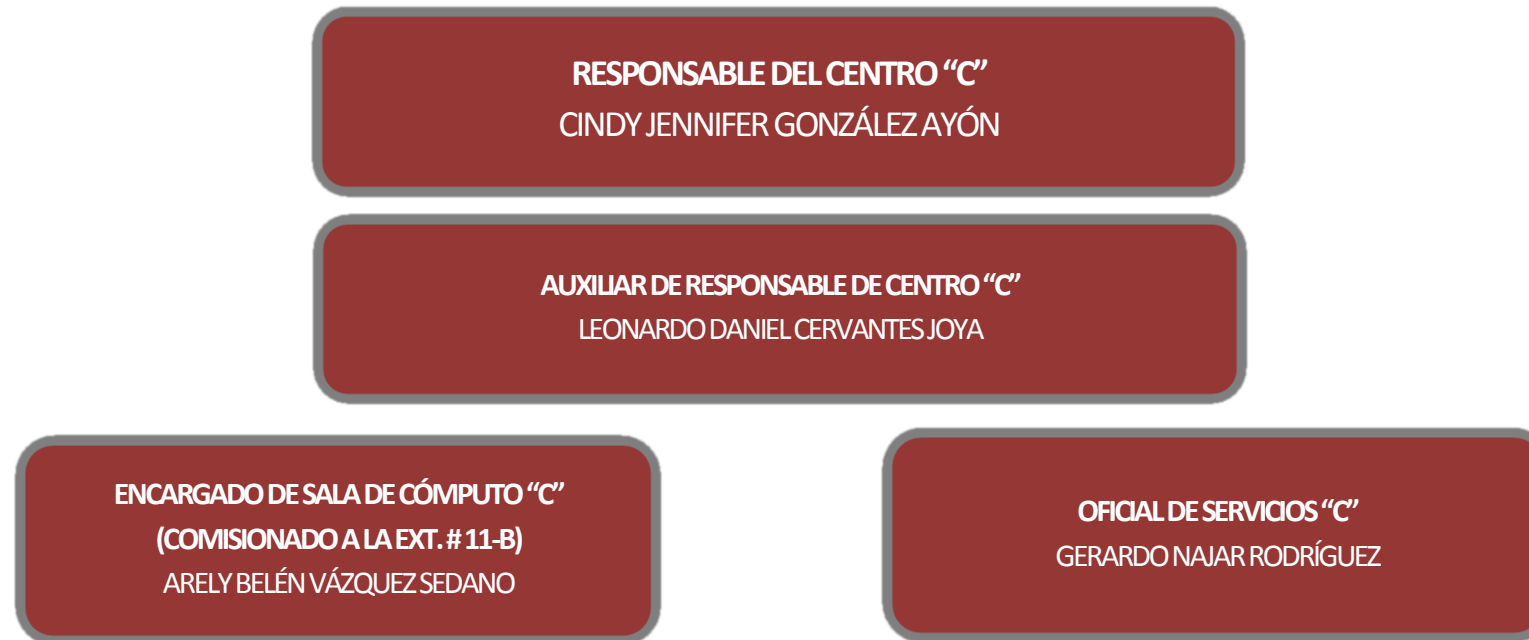 RESPONSABLE DEL CENTRO “C”
CINDY JENNIFER GONZÁLEZ AYÓN
AUXILIAR DE RESPONSABLE DE CENTRO “C”
LEONARDO DANIEL CERVANTES JOYA
ENCARGADO DE SALA DE CÓMPUTO “C”
(COMISIONADO A LA EXT. # 11-B)
ARELY BELÉN VÁZQUEZ SEDANO
OFICIAL DE SERVICIOS “C”
GERARDO NAJAR RODRÍGUEZ